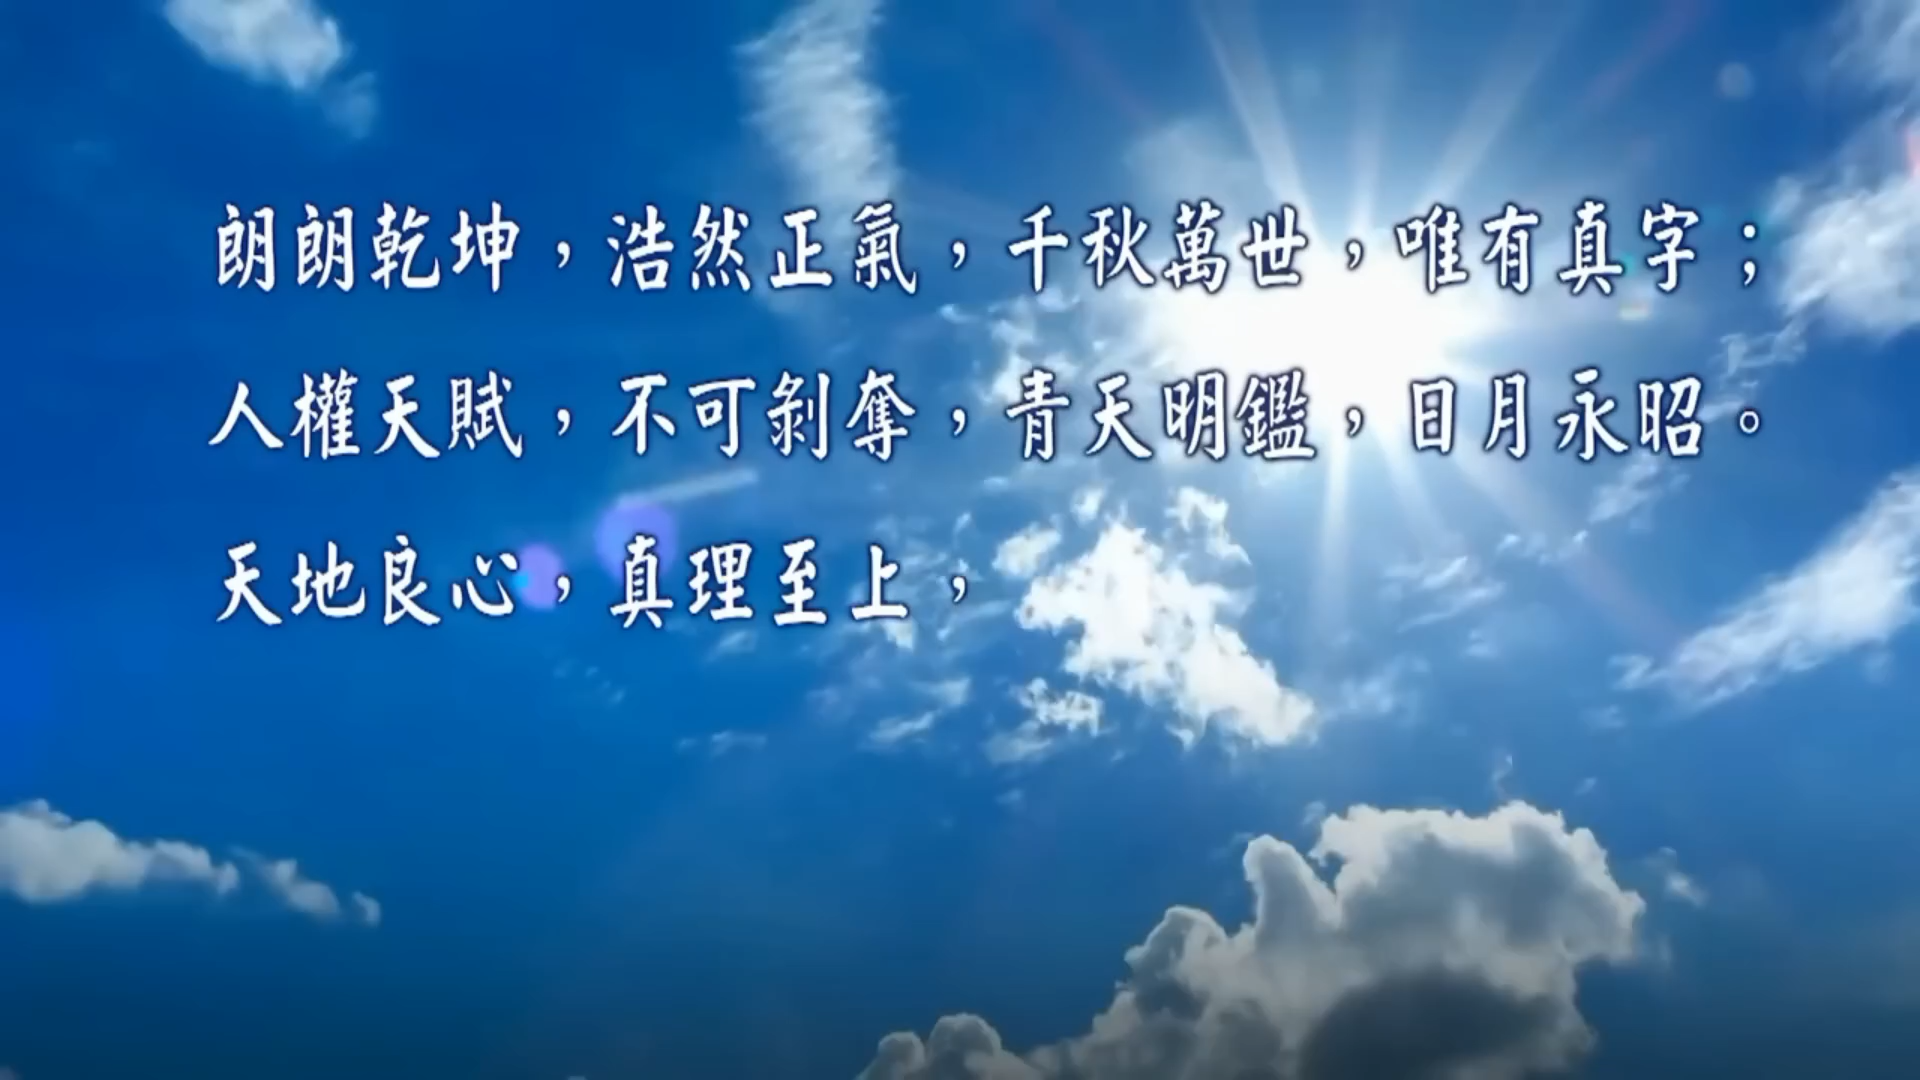 朗朗乾坤，浩然正氣，千秋萬世，唯有真字；
人權天賦，不可剝奪，青天明鑑，日月永昭。
天地良心，真理至上，